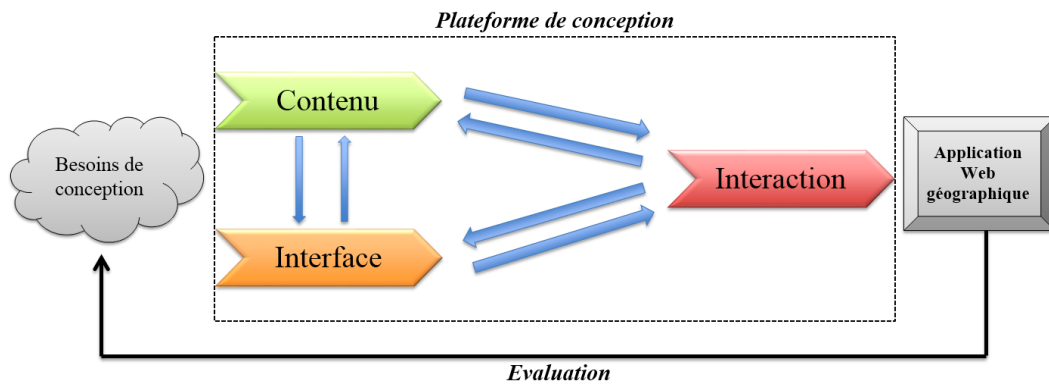 Plateforme de conception
Contenu
Besoins de
conception
Interaction
Application
Web
géographique
Interface
Evaluation